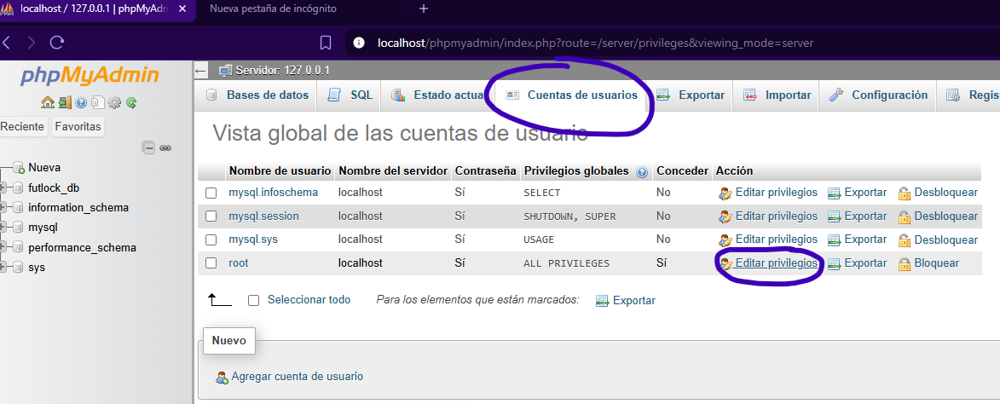 localhost / 127.0.0.1 | phpMyAdn
Nueva pestaña de incógnito
localhost/phpmyadmin/index.php?route=/server/privileges&viewing_mode=server
phpMyAdmin
Reciente Favoritas
Nueva
futlock_db
information_schema
mysql
performance_schema
sys
Servidor: 127.0.0.1
Bases de datos SQL Estado actua Cuentas de usuarios Exportar Importar Configuración Regis
Vista global de las cuentas de usuario
Nombre de usuario Nombre del servidor Contraseña Privilegios globales Conceder Acción
mysql.infoschema localhost Sí SELECT No Editar privilegios Exportar Desbloquear
mysql.session localhost Sí SHUTDOWN, SUPER No Editar privilegios Exportar Desbloquear
mysql.sys localhost Sí USAGE No Editar privilegios Exportar Desbloquear
root localhost Sí ALL PRIVILEGES Sí Editar privilegios Exportar Bloquear
Seleccionar todo Para los elementos que están marcados: Exportar
Nuevo
Agregar cuenta de usuario